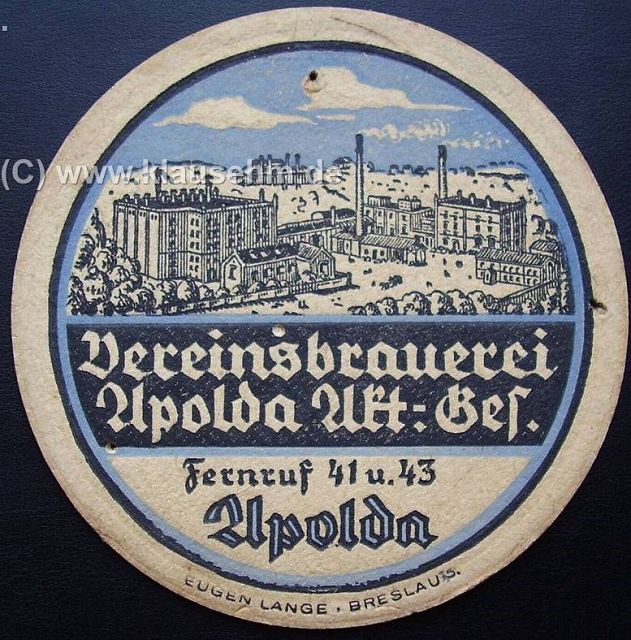 (C) www.klausehm.de
Vereinsbrauerei
Apolda Akt: Ges.
Fernruf 41 u. 43
Apolda
EUGEN LANGE, BRESLAU 5.